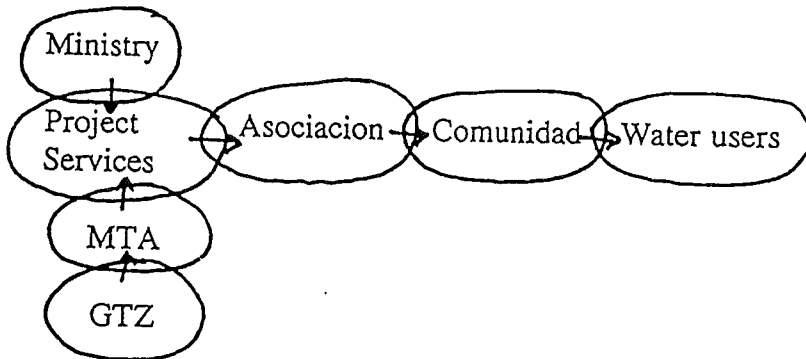 Ministry
Project
Services
Asociacion
Comunidad
Water users
MTA
GTZ